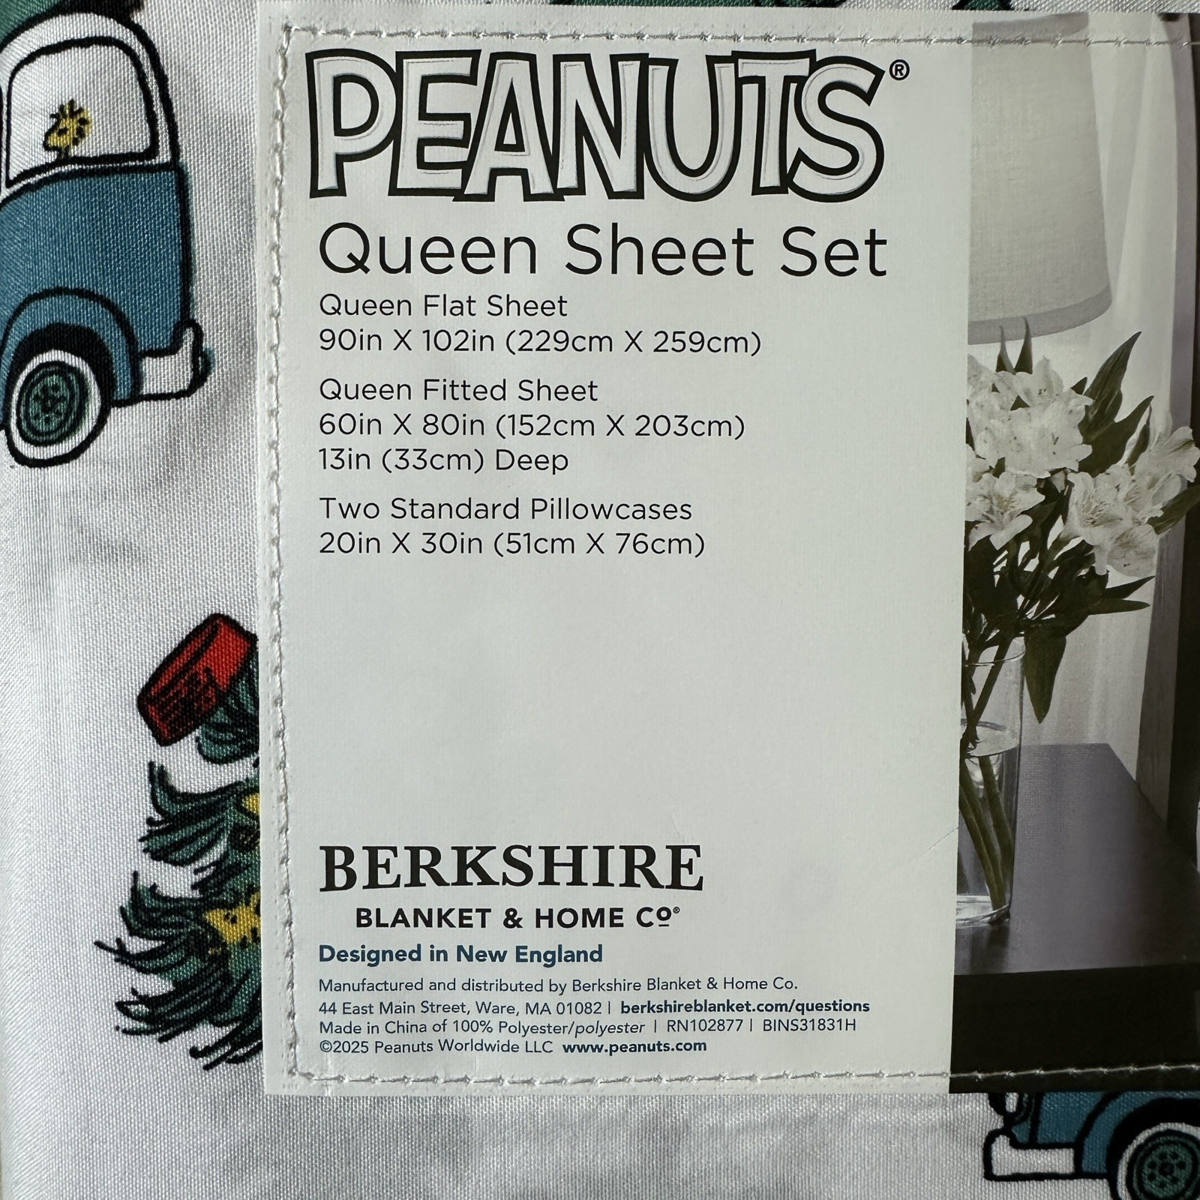 PEANUTS®
Queen Sheet Set
Queen Flat Sheet
90in X 102in (229cm X 259cm)
Queen Fitted Sheet
60in X 80in (152cm X 203cm)
13in (33cm) Deep
Two Standard Pillowcases
20in X 30in (51cm X 76cm)
BERKSHIRE
BLANKET & HOME Cº®
Designed in New England
Manufactured and distributed by Berkshire Blanket & Home Co.
44 East Main Street, Ware, MA 01082 | berkshireblanket.com/questions
Made in China of 100% Polyester/polyester | RN102877 | BINS31831H
©2025 Peanuts Worldwide LLC www.peanuts.com